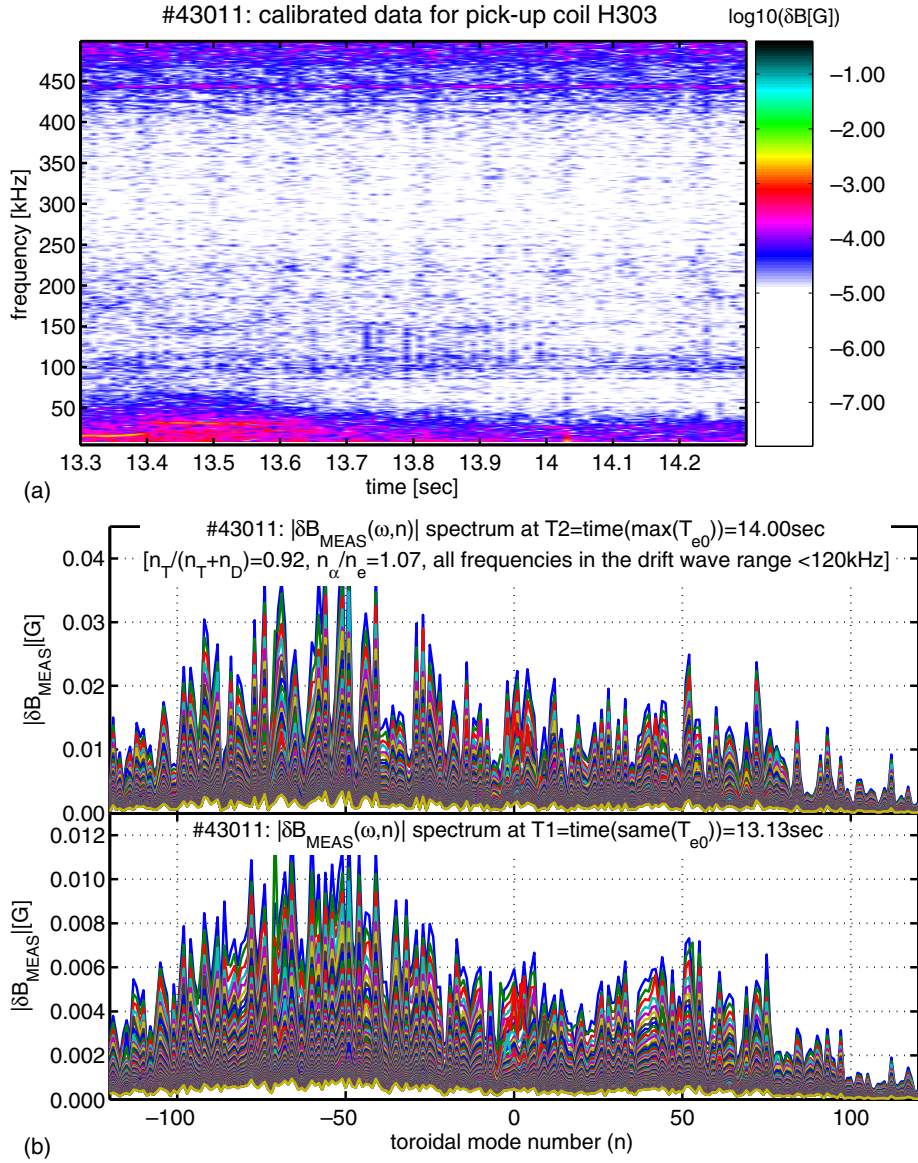 #43011: calibrated data for pick-up coil H303
log10(δB[G])
450
400
350
300
250
200
150
100
50
frequency [kHz]
−1.00
−2.00
−3.00
−4.00
−5.00
−6.00
−7.00
13.3 13.4 13.5 13.6 13.7 13.8 13.9 14 14.1 14.2
time [sec]
(a)
#43011: |δB_MEAS(ω,n)| spectrum at T2=time(max(T_e0))=14.00sec
[n_T/(n_T+n_D)=0.92, n_α/n_e=1.07, all frequencies in the drift wave range <120kHz]
0.04
0.03
0.02
0.01
0.00
|δB_MEAS|[G]
#43011: |δB_MEAS(ω,n)| spectrum at T1=time(same(T_e0))=13.13sec
0.012
0.010
0.008
0.006
0.004
0.002
0.000
|δB_MEAS|[G]
−100 −50 0 50 100
toroidal mode number (n)
(b)